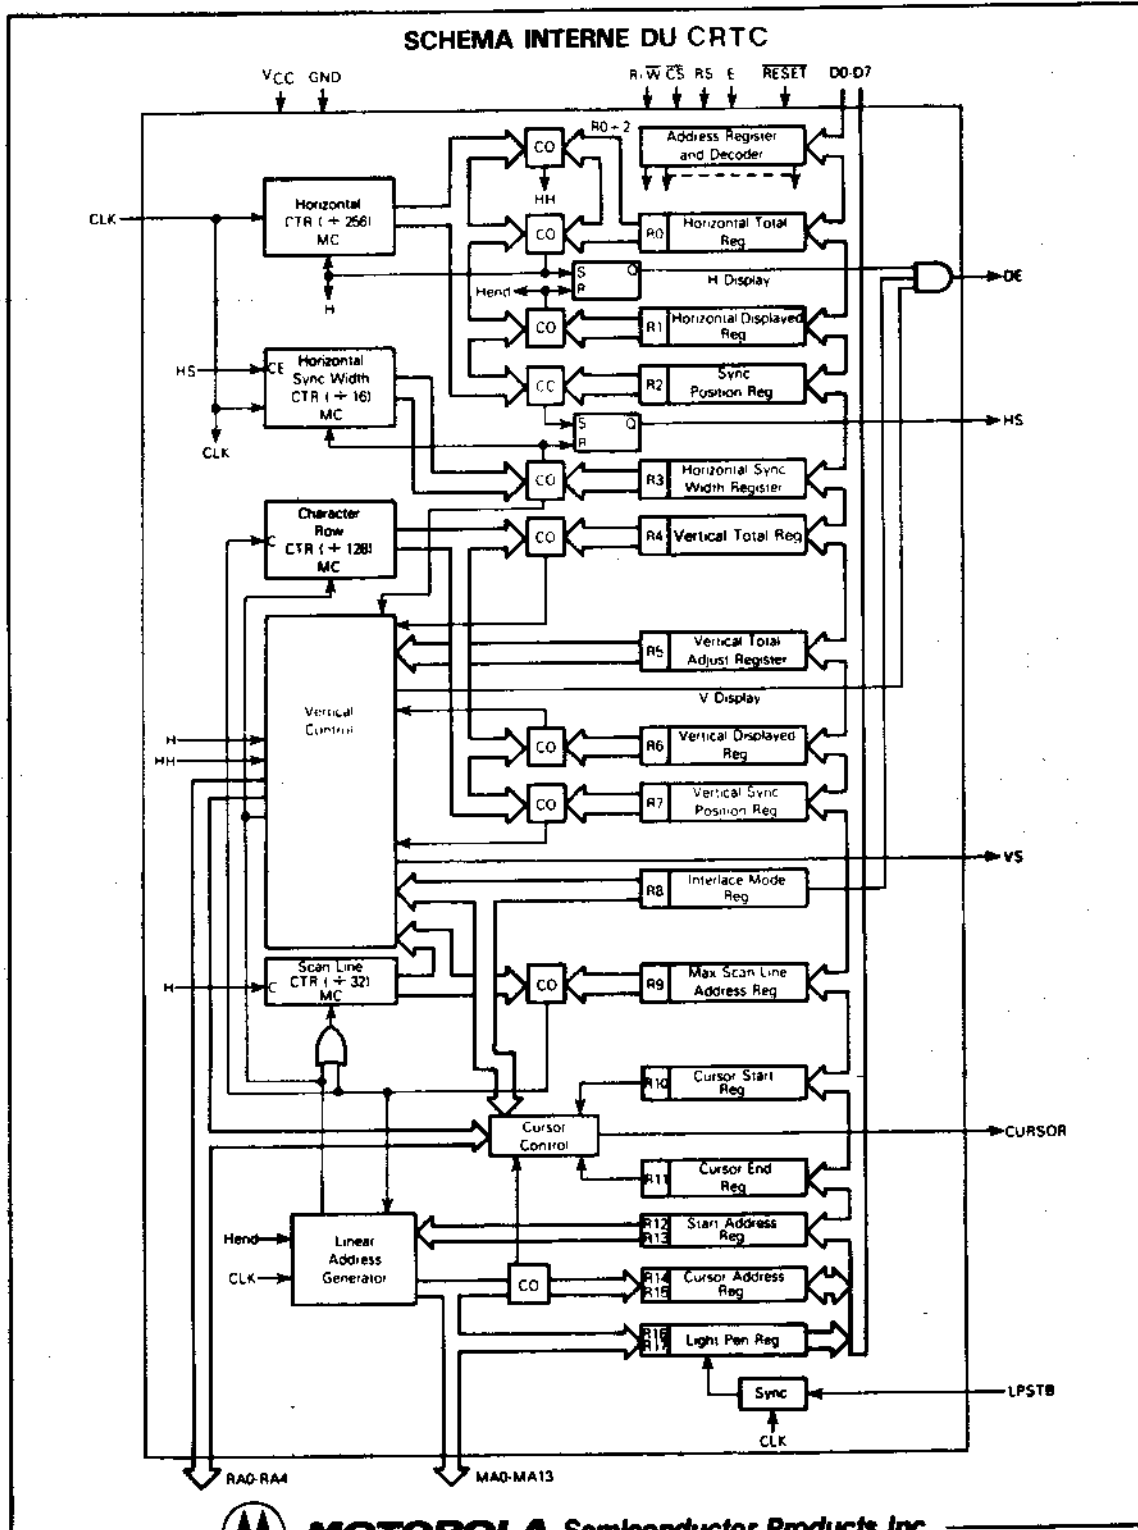 SCHEMA INTERNE DU CRTC
VCC GND
R/W CS RS E RESET D0-D7
R0÷2
Address Register
and Decoder
CO
HH
Horizontal
CTR (÷ 256)
MC
CLK
H
CO
R0 Horizontal Total
Reg
S Q
R
H Display
DE
Hend
CO
R1 Horizontal Displayed
Reg
HS
CE Horizontal
Sync Width
CTR (÷ 16)
MC
CLK
CC
R2 Sync
Position Reg
S Q
R
HS
CO
R3 Horizontal Sync
Width Register
C
Character
Row
CTR (÷ 128)
MC
CO
R4 Vertical Total Reg
Vertical
Control
R5 Vertical Total
Adjust Register
V Display
H
HH
CO
R6 Vertical Displayed
Reg
CO
R7 Vertical Sync
Position Reg
VS
R8 Interlace Mode
Reg
H
C
Scan Line
CTR (÷ 32)
MC
CO
R9 Max Scan Line
Address Reg
R10 Cursor Start
Reg
Cursor
Control
CURSOR
R11 Cursor End
Reg
R12
R13
Start Address
Reg
Hend
CLK
Linear
Address
Generator
CO
R14
R15
Cursor Address
Reg
R16
R17
Light Pen Reg
Sync
LPSTB
CLK
RA0-RA4
MA0-MA13
MOTOROLA Semiconductor Products Inc.